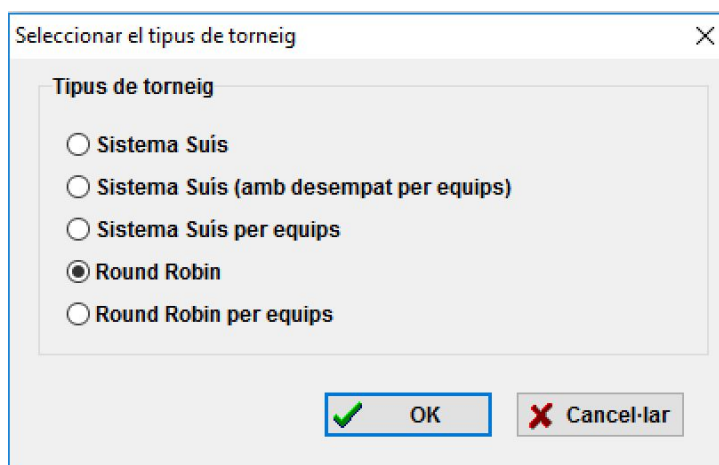 Seleccionar el tipus de torneig
Tipus de torneig
Sistema Suís
Sistema Suís (amb desempat per equips)
Sistema Suís per equips
Round Robin
Round Robin per equips
OK
Cancel·lar